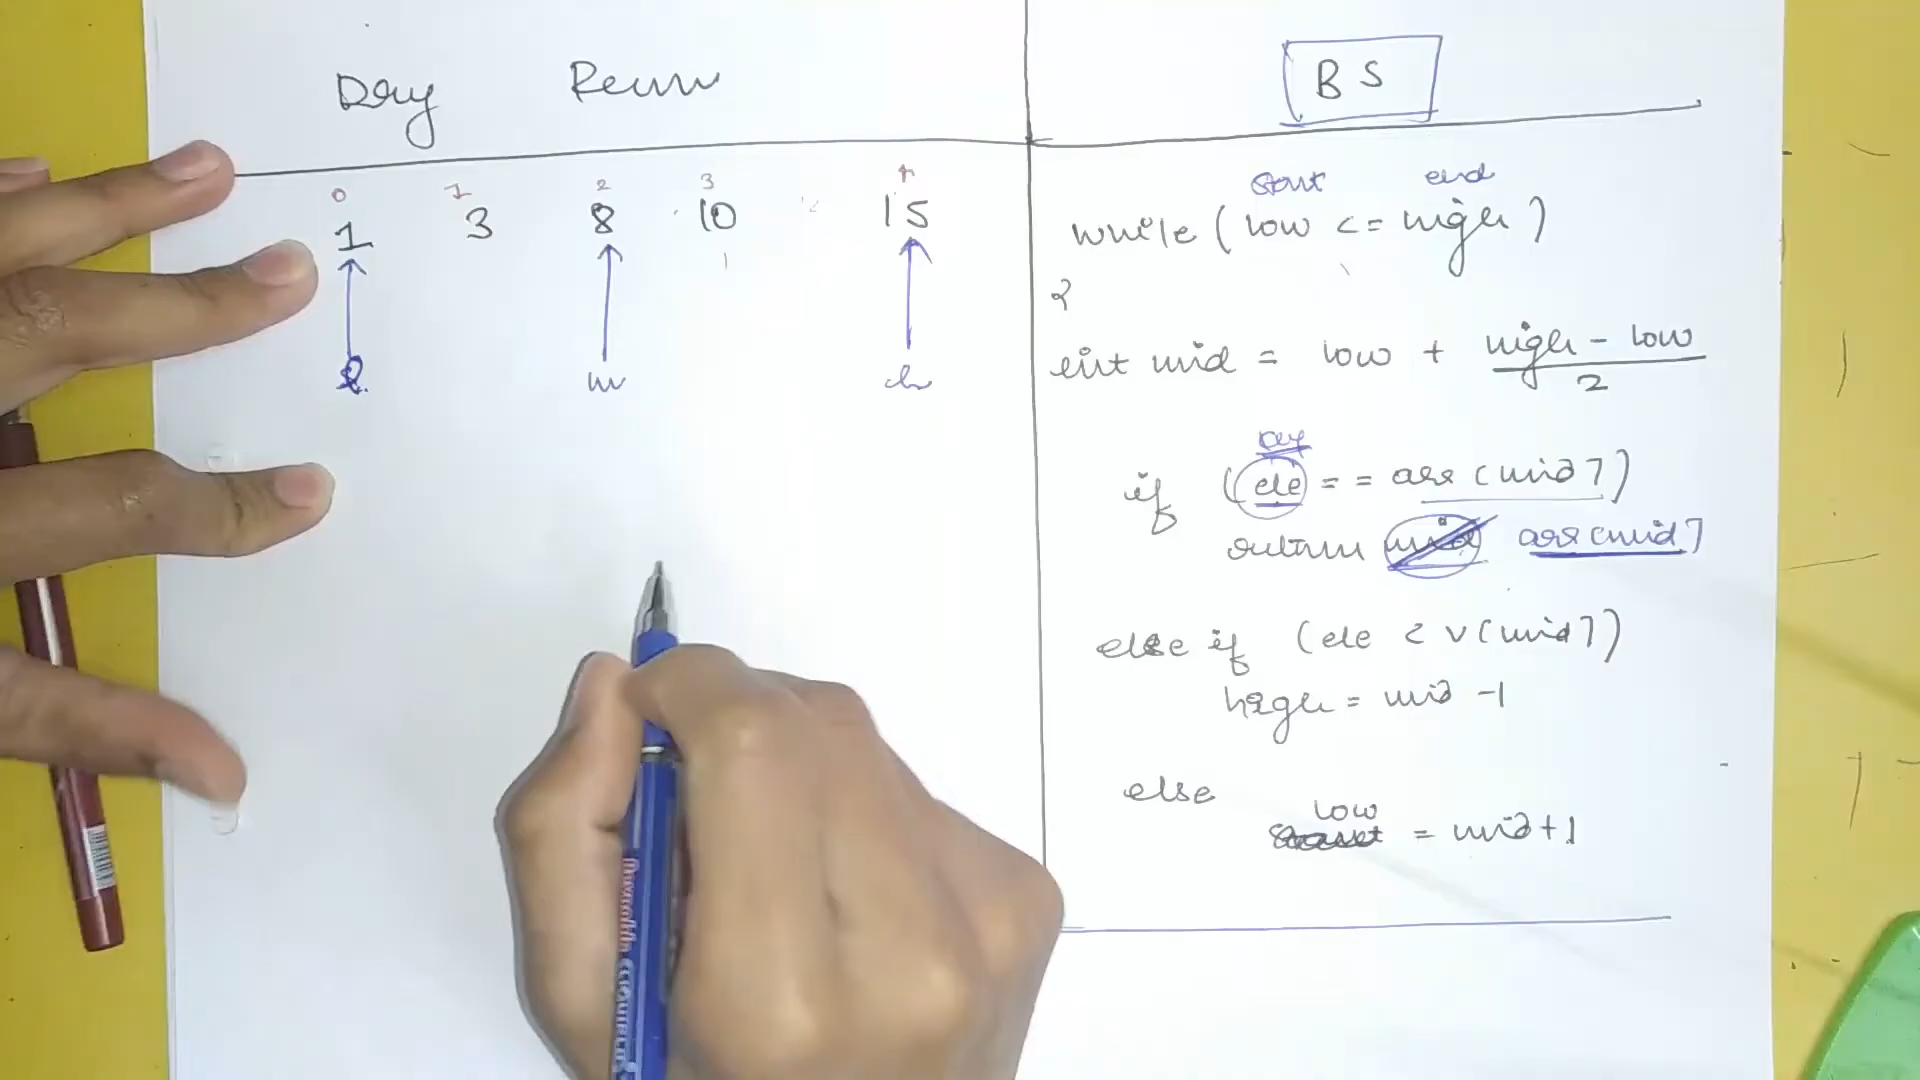 Dry Run
0 1 2 3 4
1 3 8 10 15
l m h
BS
start end
while ( low <= high )
{
int mid = low + high - low
2
key
if ( ele == arr [mid] )
return mid arr [mid]
else if ( ele < v [mid] )
high = mid - 1
else
low
start = mid + 1